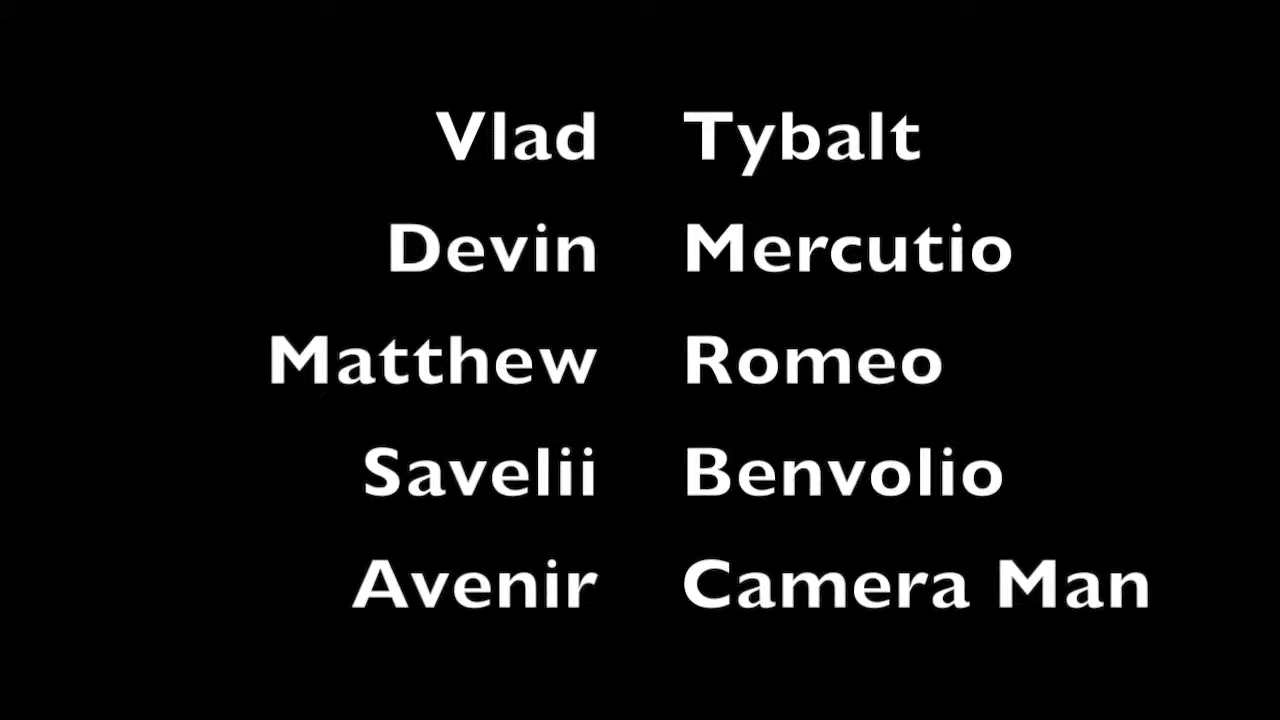 Vlad Tybalt
Devin Mercutio
Matthew Romeo
Savelii Benvolio
Avenir Camera Man